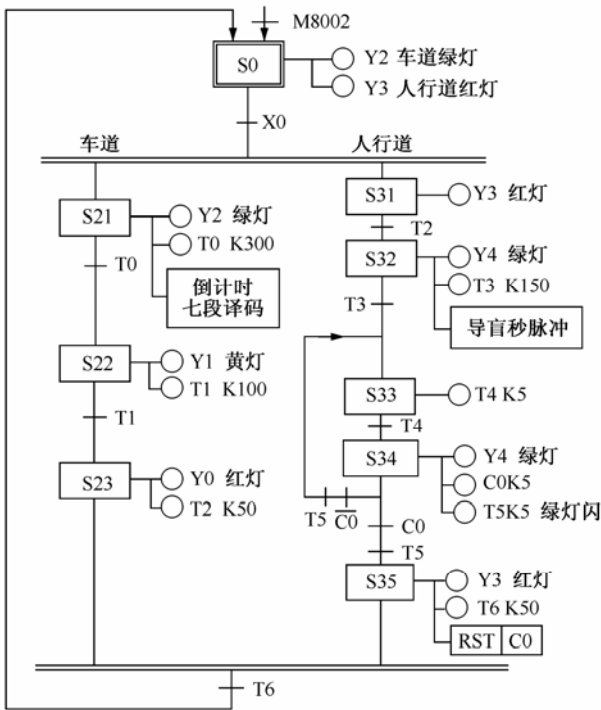 M8002
S0
Y2 车道绿灯
Y3 人行道红灯
X0
车道
人行道
S21
Y2 绿灯
T0 K300
T0
倒计时
七段译码
S22
Y1 黄灯
T1 K100
T1
S23
Y0 红灯
T2 K50
S31
Y3 红灯
T2
S32
Y4 绿灯
T3 K150
T3
导盲秒脉冲
S33
T4 K5
T4
S34
Y4 绿灯
C0K5
T5K5 绿灯闪
T5 C̅0̅
C0
T5
S35
Y3 红灯
T6 K50
RST C0
T6